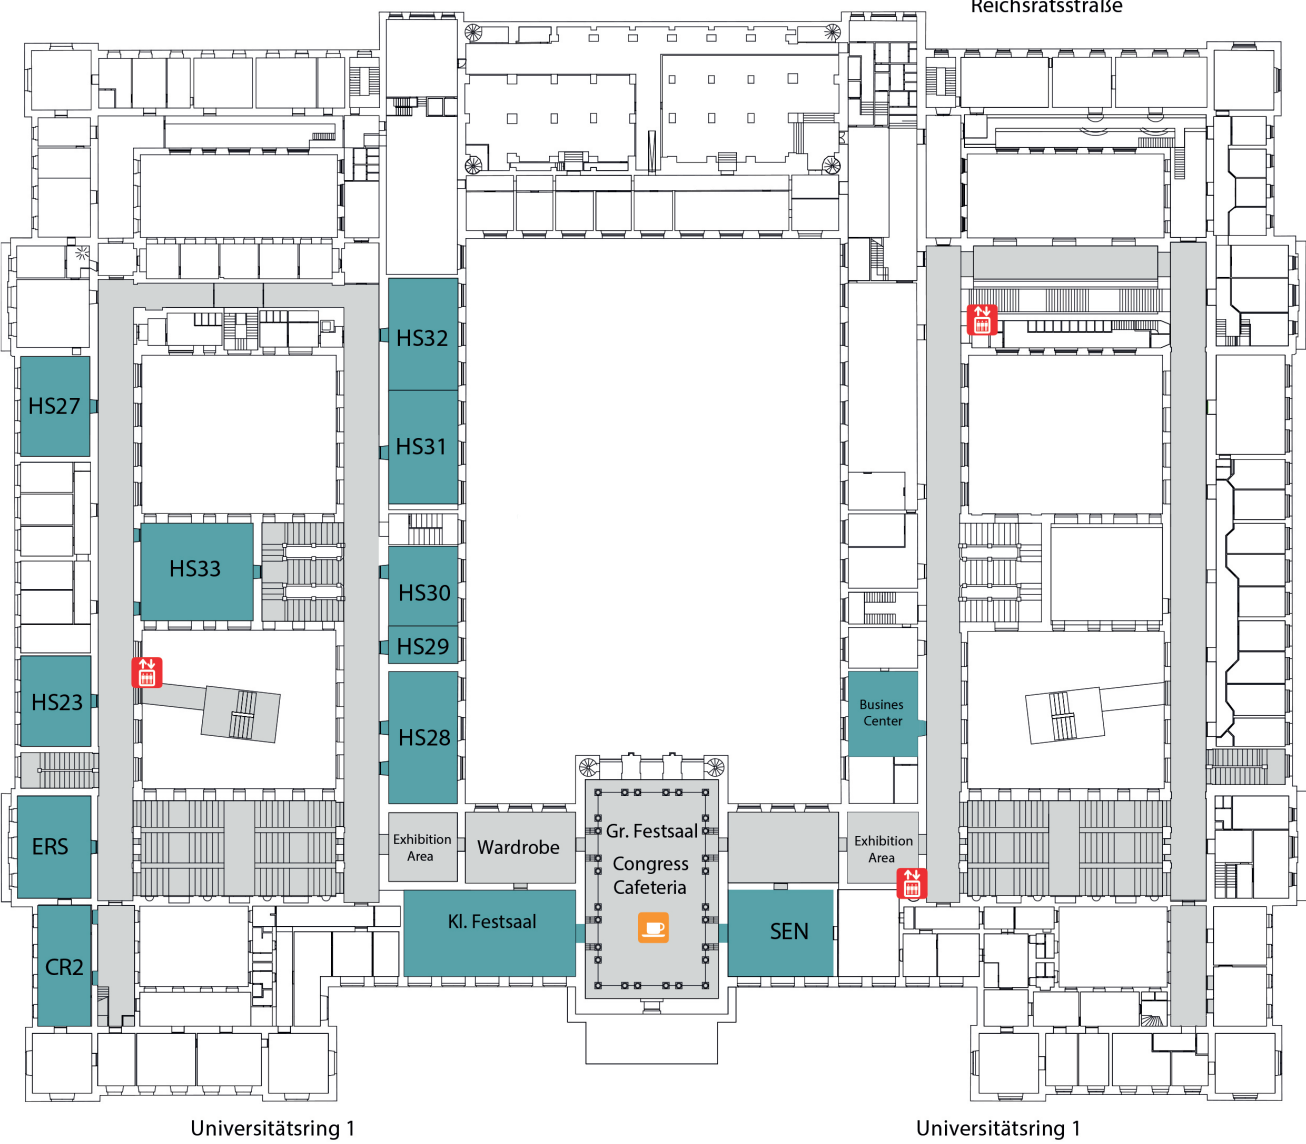 Reichsratsstraße
HS32
HS27
HS31
HS33
HS30
HS29
HS23
HS28
Busines
Center
ERS
Exhibition
Area
Wardrobe
Gr. Festsaal
Congress
Cafeteria
Exhibition
Area
Kl. Festsaal
SEN
CR2
Universitätsring 1
Universitätsring 1